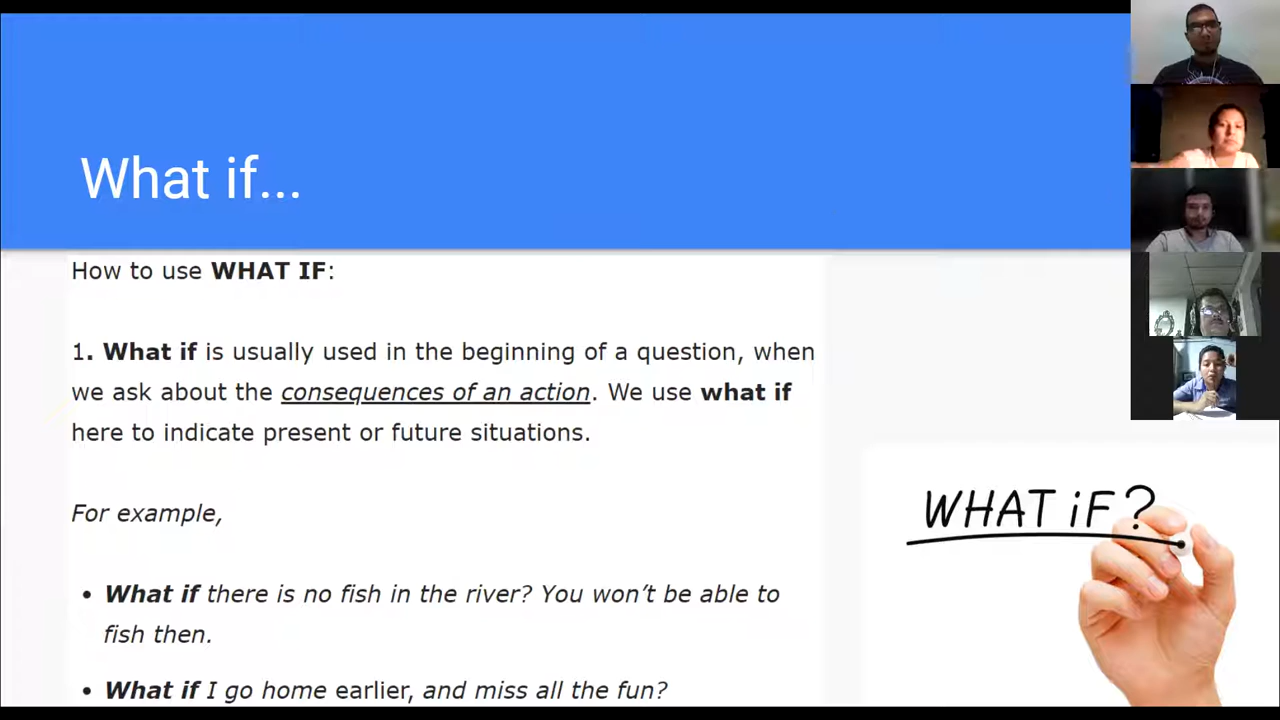 What if...
How to use WHAT IF:
1. What if is usually used in the beginning of a question, when
we ask about the consequences of an action. We use what if
here to indicate present or future situations.
For example,
• What if there is no fish in the river? You won't be able to
fish then.
• What if I go home earlier, and miss all the fun?
WHAT iF?